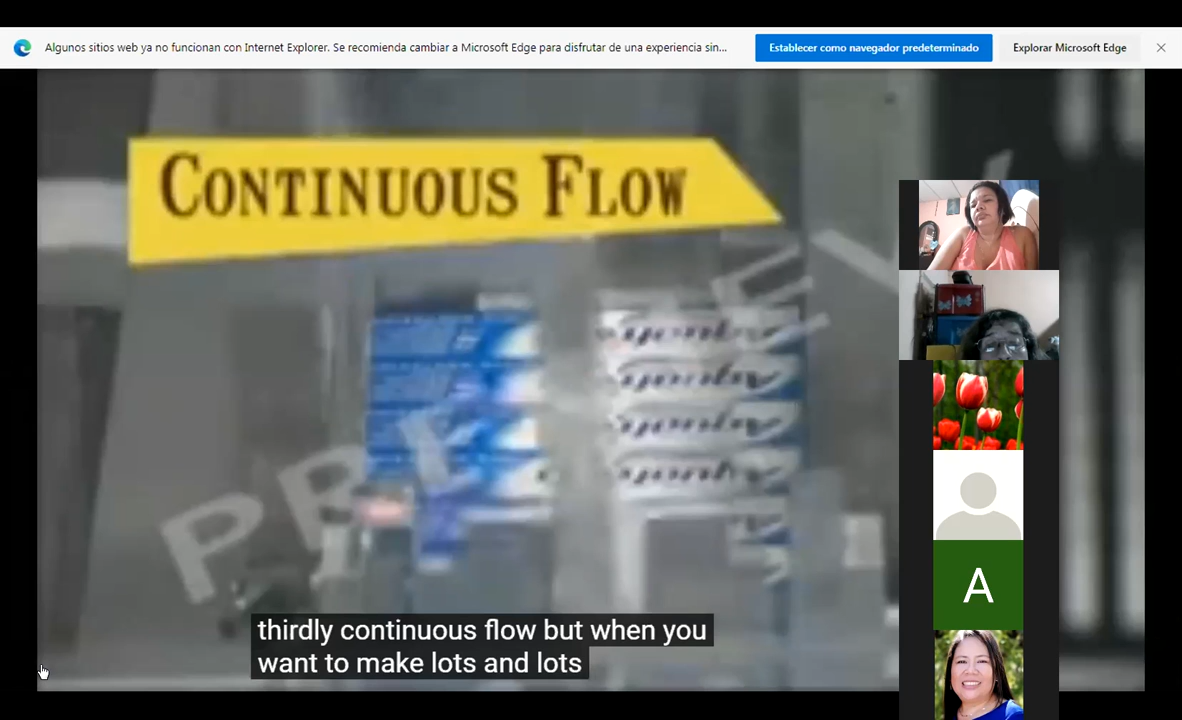 Algunos sitios web ya no funcionan con Internet Explorer. Se recomienda cambiar a Microsoft Edge para disfrutar de una experiencia sin...
Establecer como navegador predeterminado
Explorar Microsoft Edge
CONTINUOUS FLOW
thirdly continuous flow but when you
want to make lots and lots
A